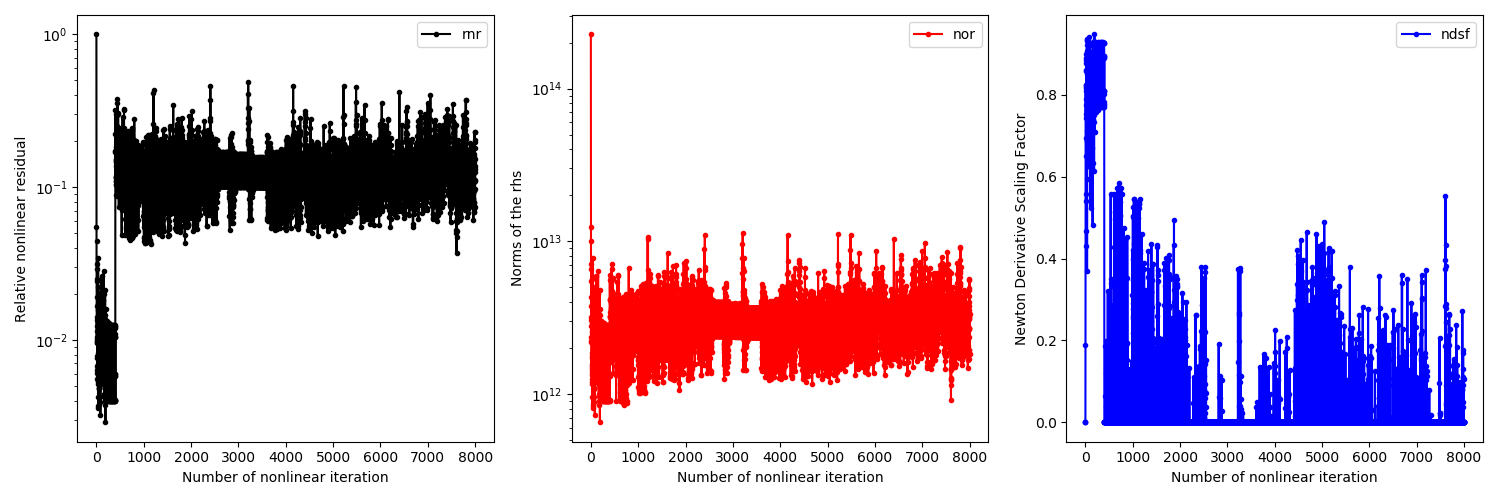 Relative nonlinear residual
10⁰
10⁻¹
10⁻²
rnr
0 1000 2000 3000 4000 5000 6000 7000 8000
Number of nonlinear iteration
Norms of the rhs
10¹⁴
10¹³
10¹²
nor
0 1000 2000 3000 4000 5000 6000 7000 8000
Number of nonlinear iteration
Newton Derivative Scaling Factor
0.8
0.6
0.4
0.2
0.0
ndsf
0 1000 2000 3000 4000 5000 6000 7000 8000
Number of nonlinear iteration